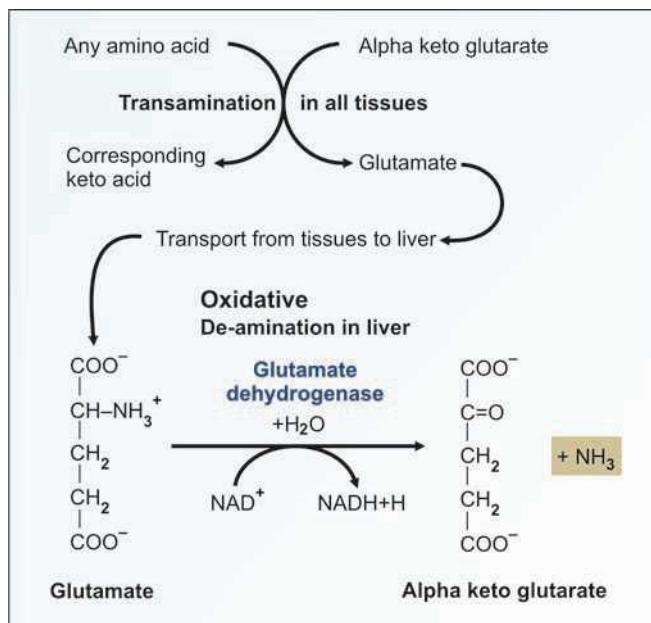 Any amino acid
Alpha keto glutarate
Transamination in all tissues
Corresponding
keto acid
Glutamate
Transport from tissues to liver
Oxidative
De-amination in liver
Glutamate
dehydrogenase
+H₂O
NAD⁺
NADH+H
COO⁻
CH–NH₃⁺
CH₂
CH₂
COO⁻
Glutamate
COO⁻
C=O
CH₂
CH₂
COO⁻
+ NH₃
Alpha keto glutarate